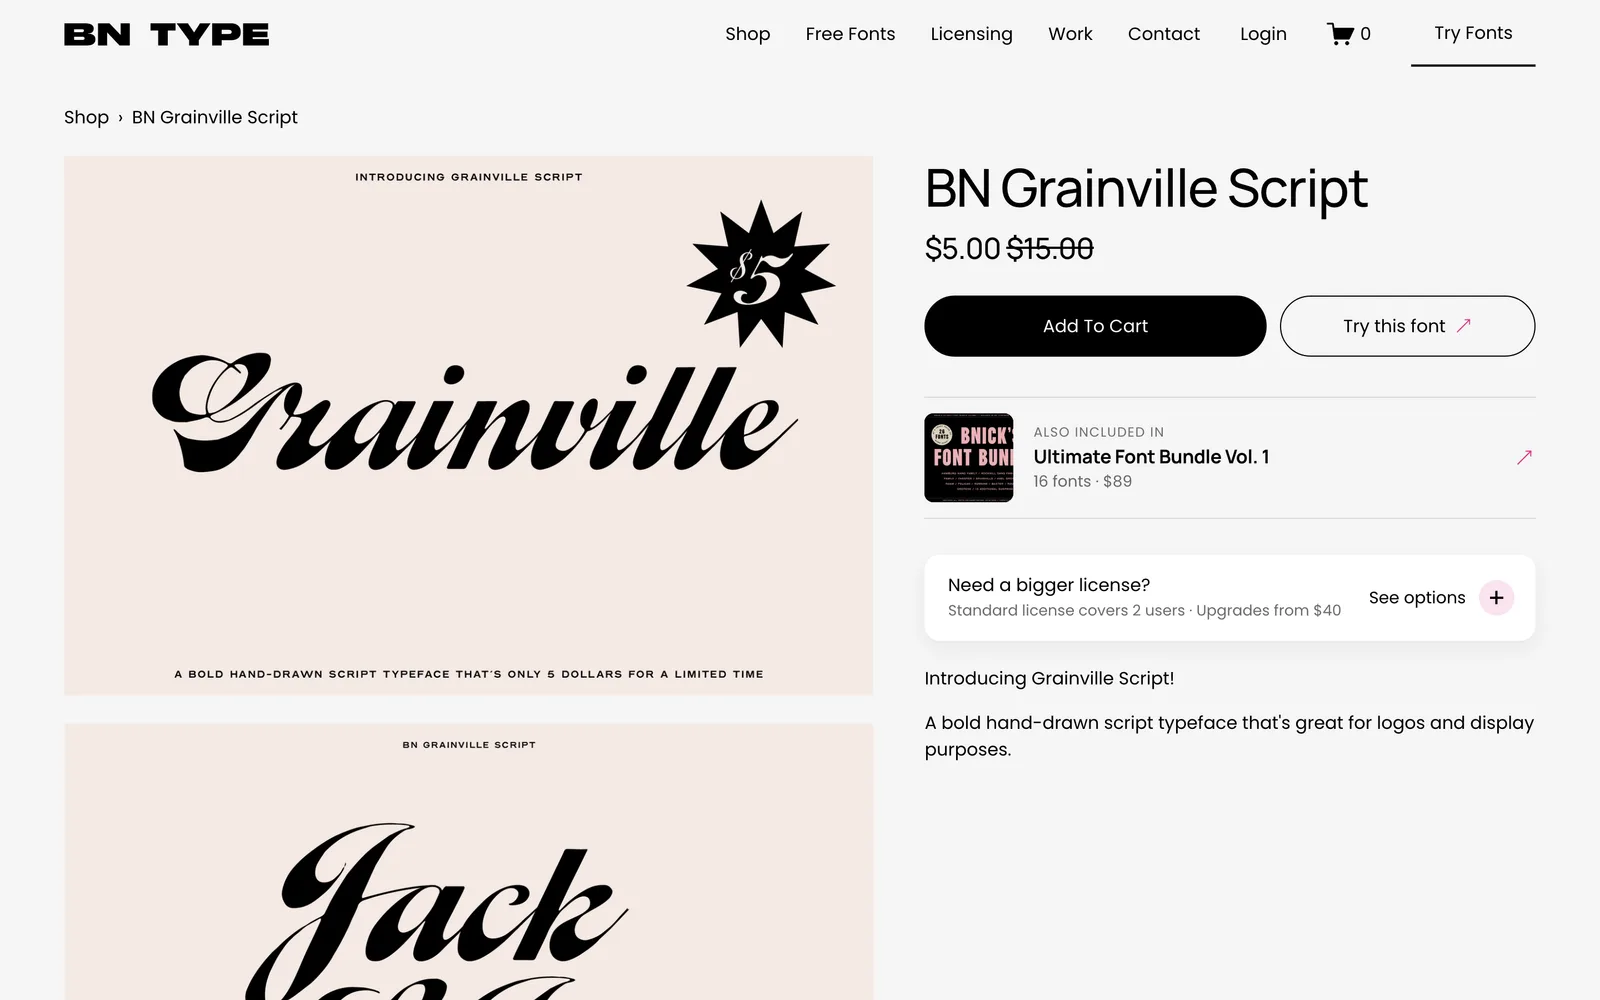 BN TYPE
Shop
Free Fonts
Licensing
Work
Contact
Login
0
Try Fonts
Shop › BN Grainville Script
INTRODUCING GRAINVILLE SCRIPT
$5
Grainville
A BOLD HAND-DRAWN SCRIPT TYPEFACE THAT'S ONLY 5 DOLLARS FOR A LIMITED TIME
BN GRAINVILLE SCRIPT
Jack
BN Grainville Script
$5.00 $15.00
Add To Cart
Try this font
26 FONTS
BNICK'S
FONT BUN
ALSO INCLUDED IN
Ultimate Font Bundle Vol. 1
16 fonts · $89
Need a bigger license?
Standard license covers 2 users · Upgrades from $40
See options
Introducing Grainville Script!
A bold hand-drawn script typeface that's great for logos and display
purposes.